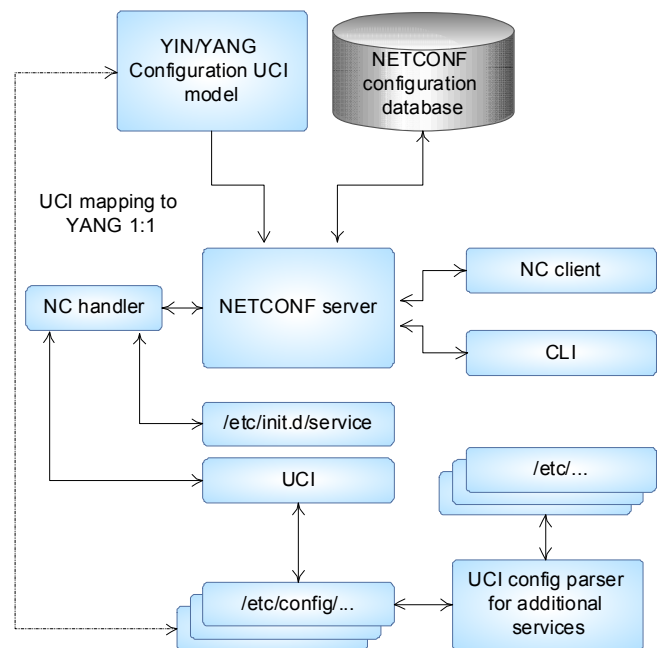 YIN/YANG
Configuration UCI
model
NETCONF
configuration
database
UCI mapping to
YANG 1:1
NC handler
NETCONF server
NC client
CLI
/etc/init.d/service
UCI
/etc/...
/etc/config/...
UCI config parser
for additional
services